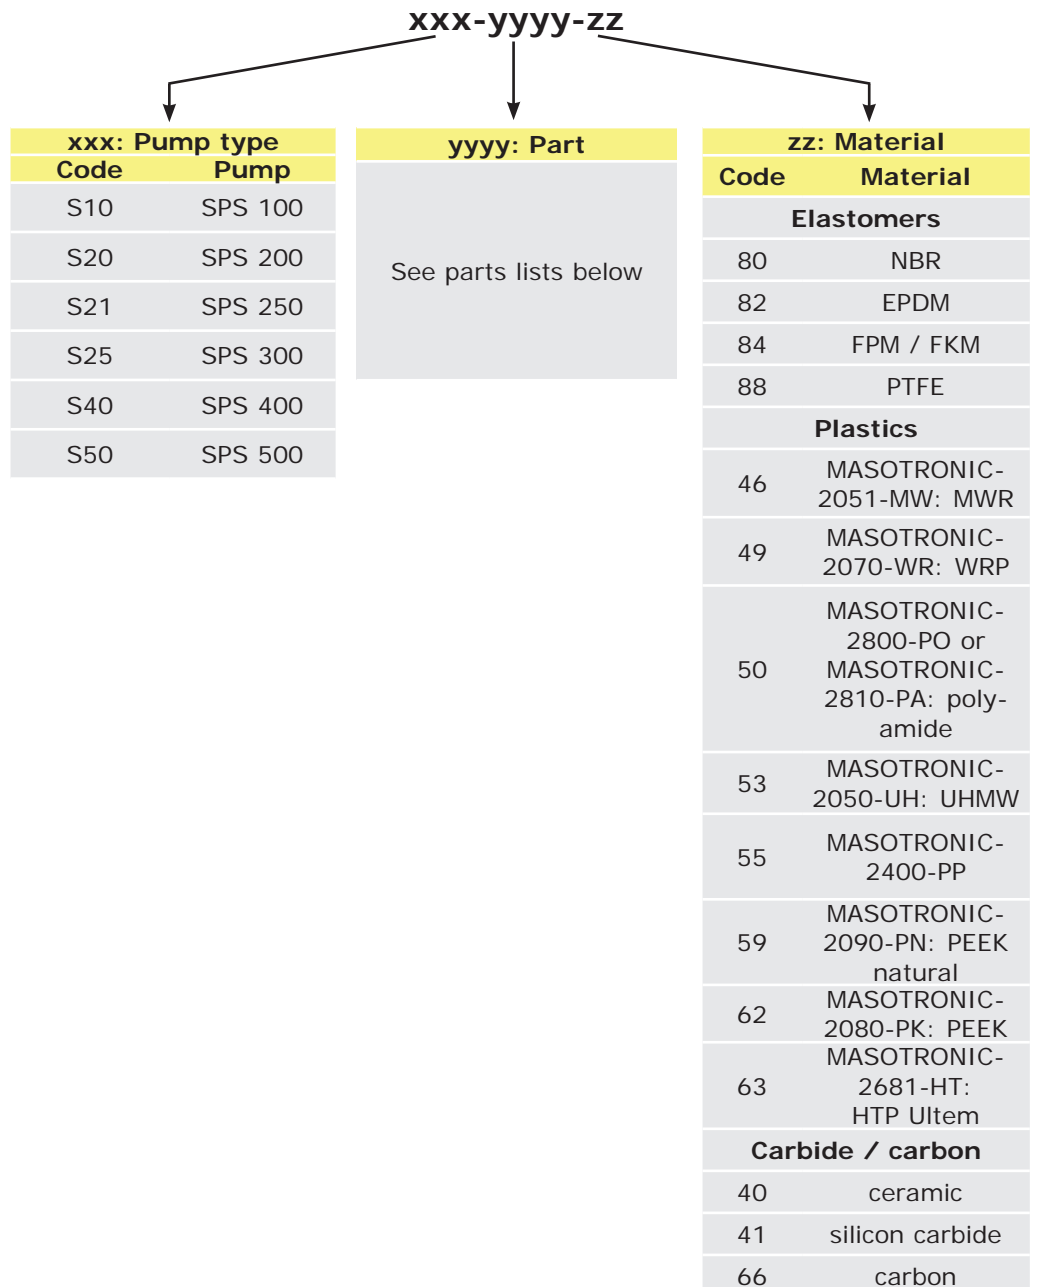 xxx-yyyy-zz
xxx: Pump type
Code Pump
S10 SPS 100
S20 SPS 200
S21 SPS 250
S25 SPS 300
S40 SPS 400
S50 SPS 500
yyyy: Part
See parts lists below
zz: Material
Code Material
Elastomers
80 NBR
82 EPDM
84 FPM / FKM
88 PTFE
Plastics
46 MASOTRONIC-
2051-MW: MWR
49 MASOTRONIC-
2070-WR: WRP
50 MASOTRONIC-
2800-PO or
MASOTRONIC-
2810-PA: poly-
amide
53 MASOTRONIC-
2050-UH: UHMW
55 MASOTRONIC-
2400-PP
59 MASOTRONIC-
2090-PN: PEEK
natural
62 MASOTRONIC-
2080-PK: PEEK
63 MASOTRONIC-
2681-HT:
HTP Ultem
Carbide / carbon
40 ceramic
41 silicon carbide
66 carbon